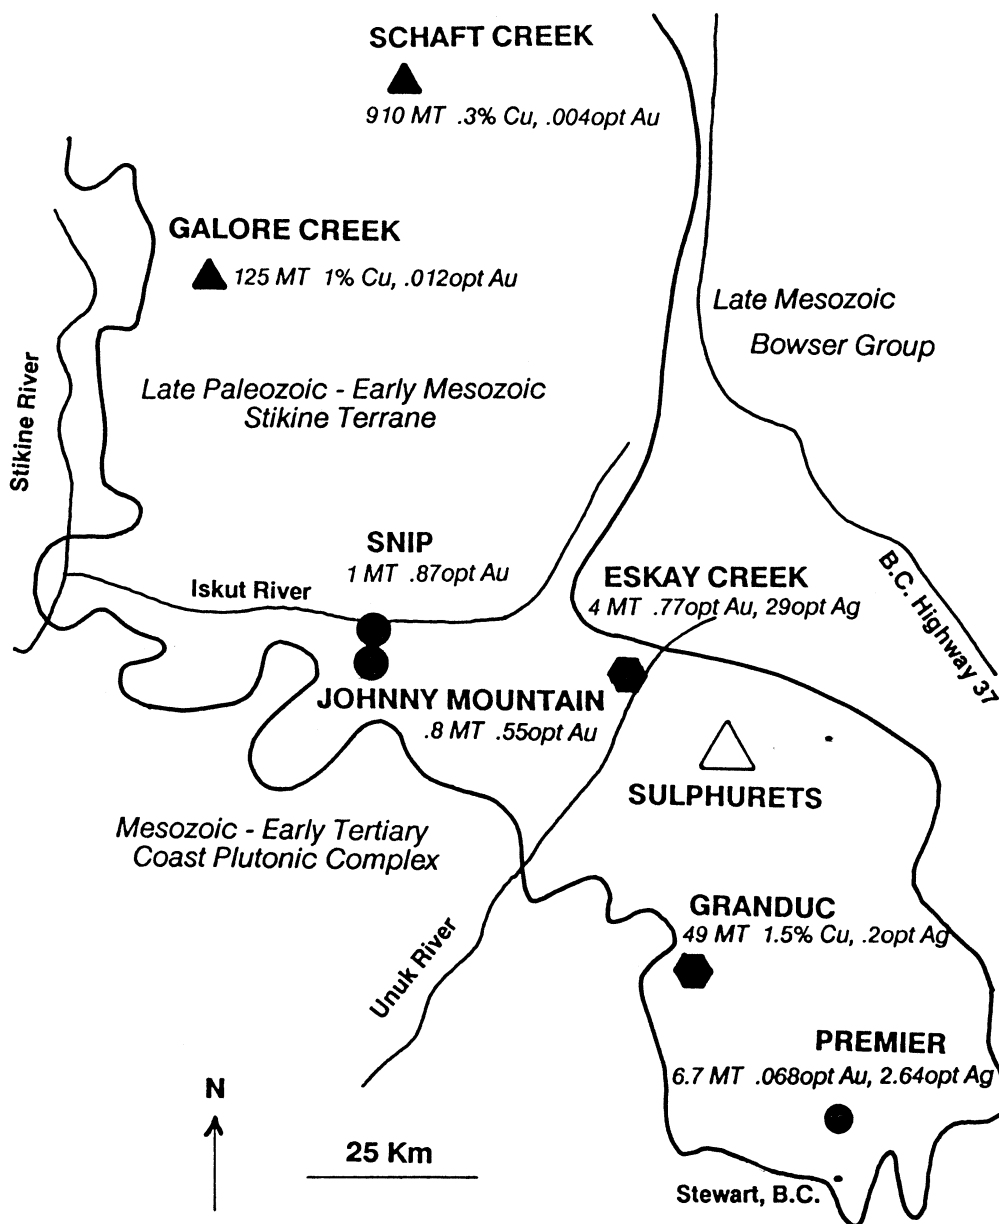 SCHAFT CREEK
910 MT .3% Cu, .004opt Au
GALORE CREEK
125 MT 1% Cu, .012opt Au
Late Mesozoic
Bowser Group
Stikine River
Late Paleozoic - Early Mesozoic
Stikine Terrane
SNIP
1 MT .87opt Au
Iskut River
ESKAY CREEK
4 MT .77opt Au, 29opt Ag
B.C. Highway 37
JOHNNY MOUNTAIN
.8 MT .55opt Au
SULPHURETS
Mesozoic - Early Tertiary
Coast Plutonic Complex
GRANDUC
49 MT 1.5% Cu, .2opt Ag
Unuk River
PREMIER
6.7 MT .068opt Au, 2.64opt Ag
N
25 Km
Stewart, B.C.